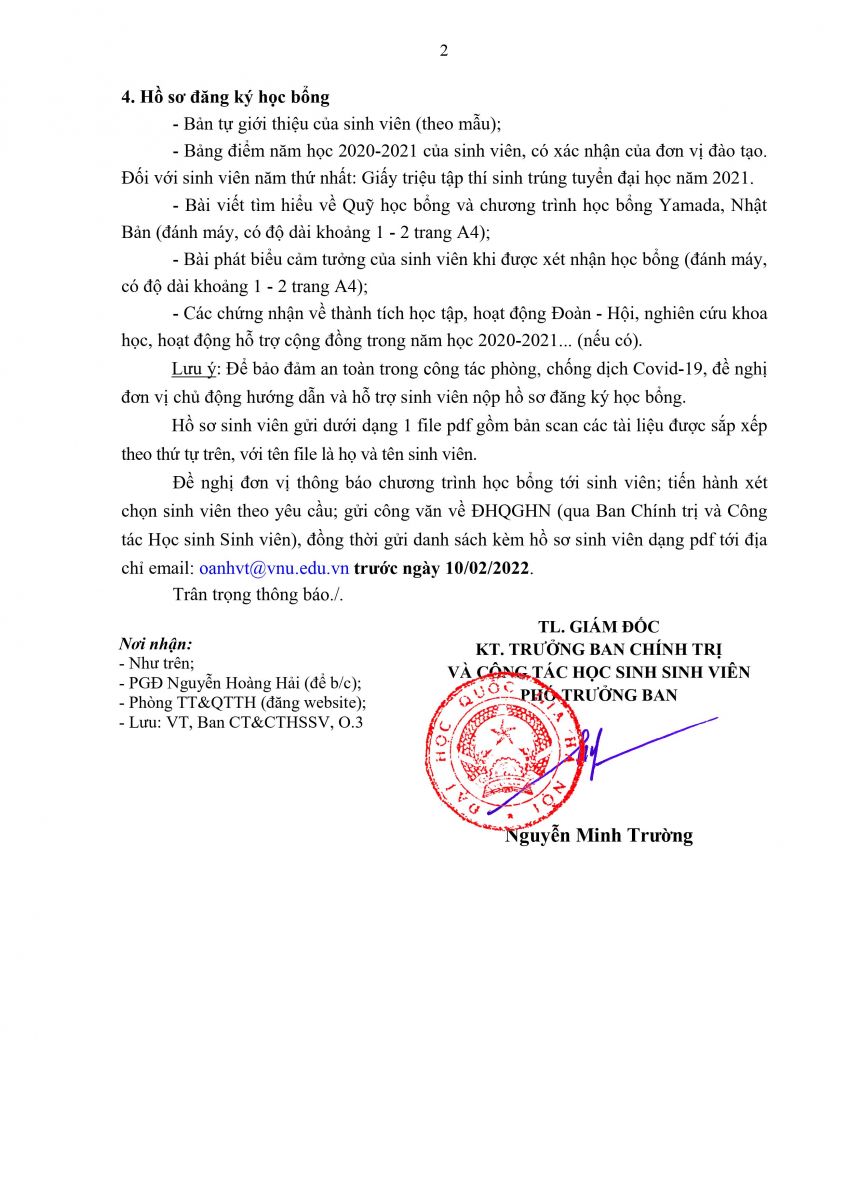 2
4. Hồ sơ đăng ký học bổng
- Bản tự giới thiệu của sinh viên (theo mẫu);
- Bảng điểm năm học 2020-2021 của sinh viên, có xác nhận của đơn vị đào tạo.
Đối với sinh viên năm thứ nhất: Giấy triệu tập thí sinh trúng tuyển đại học năm 2021.
- Bài viết tìm hiểu về Quỹ học bổng và chương trình học bổng Yamada, Nhật
Bản (đánh máy, có độ dài khoảng 1 - 2 trang A4);
- Bài phát biểu cảm tưởng của sinh viên khi được xét nhận học bổng (đánh máy,
có độ dài khoảng 1 - 2 trang A4);
- Các chứng nhận về thành tích học tập, hoạt động Đoàn - Hội, nghiên cứu khoa
học, hoạt động hỗ trợ cộng đồng trong năm học 2020-2021... (nếu có).
Lưu ý: Để bảo đảm an toàn trong công tác phòng, chống dịch Covid-19, đề nghị
đơn vị chủ động hướng dẫn và hỗ trợ sinh viên nộp hồ sơ đăng ký học bổng.
Hồ sơ sinh viên gửi dưới dạng 1 file pdf gồm bản scan các tài liệu được sắp xếp
theo thứ tự trên, với tên file là họ và tên sinh viên.
Đề nghị đơn vị thông báo chương trình học bổng tới sinh viên; tiến hành xét
chọn sinh viên theo yêu cầu; gửi công văn về ĐHQGHN (qua Ban Chính trị và Công
tác Học sinh Sinh viên), đồng thời gửi danh sách kèm hồ sơ sinh viên dạng pdf tới địa
chỉ email: oanhvt@vnu.edu.vn trước ngày 10/02/2022.
Trân trọng thông báo./.
Nơi nhận:
- Như trên;
- PGĐ Nguyễn Hoàng Hải (để b/c);
- Phòng TT&QTTH (đăng website);
- Lưu: VT, Ban CT&CTHSSV, O.3
TL. GIÁM ĐỐC
KT. TRƯỞNG BAN CHÍNH TRỊ
VÀ CÔNG TÁC HỌC SINH SINH VIÊN
PHÓ TRƯỞNG BAN
ĐẠI HỌC QUỐC GIA HÀ NỘI
Nguyễn Minh Trường